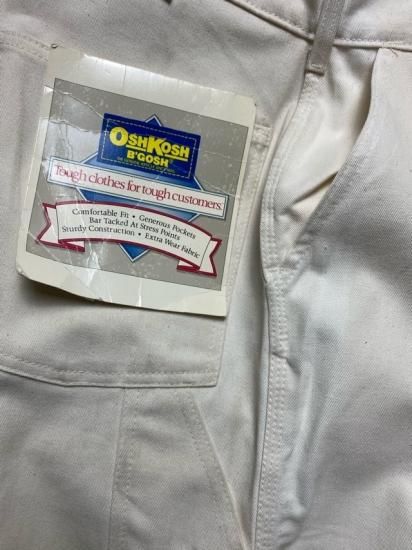 OSHKOSH
B'GOSH
Tough clothes for tough customers.
Comfortable Fit • Generous Pockets
Bar Tacked At Stress Points
Sturdy Construction • Extra Wear Fabric